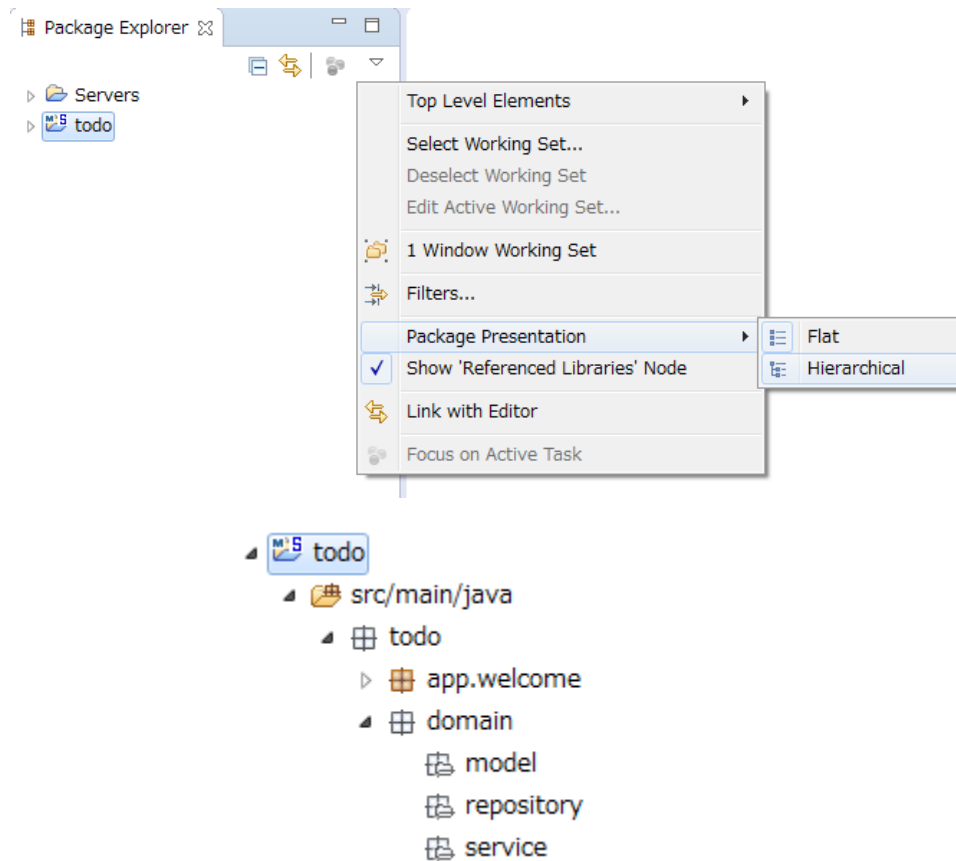 Package Explorer
Servers
todo
Top Level Elements
Select Working Set...
Deselect Working Set
Edit Active Working Set...
1 Window Working Set
Filters...
Package Presentation
Flat
Show 'Referenced Libraries' Node
Hierarchical
Link with Editor
Focus on Active Task
todo
src/main/java
todo
app.welcome
domain
model
repository
service